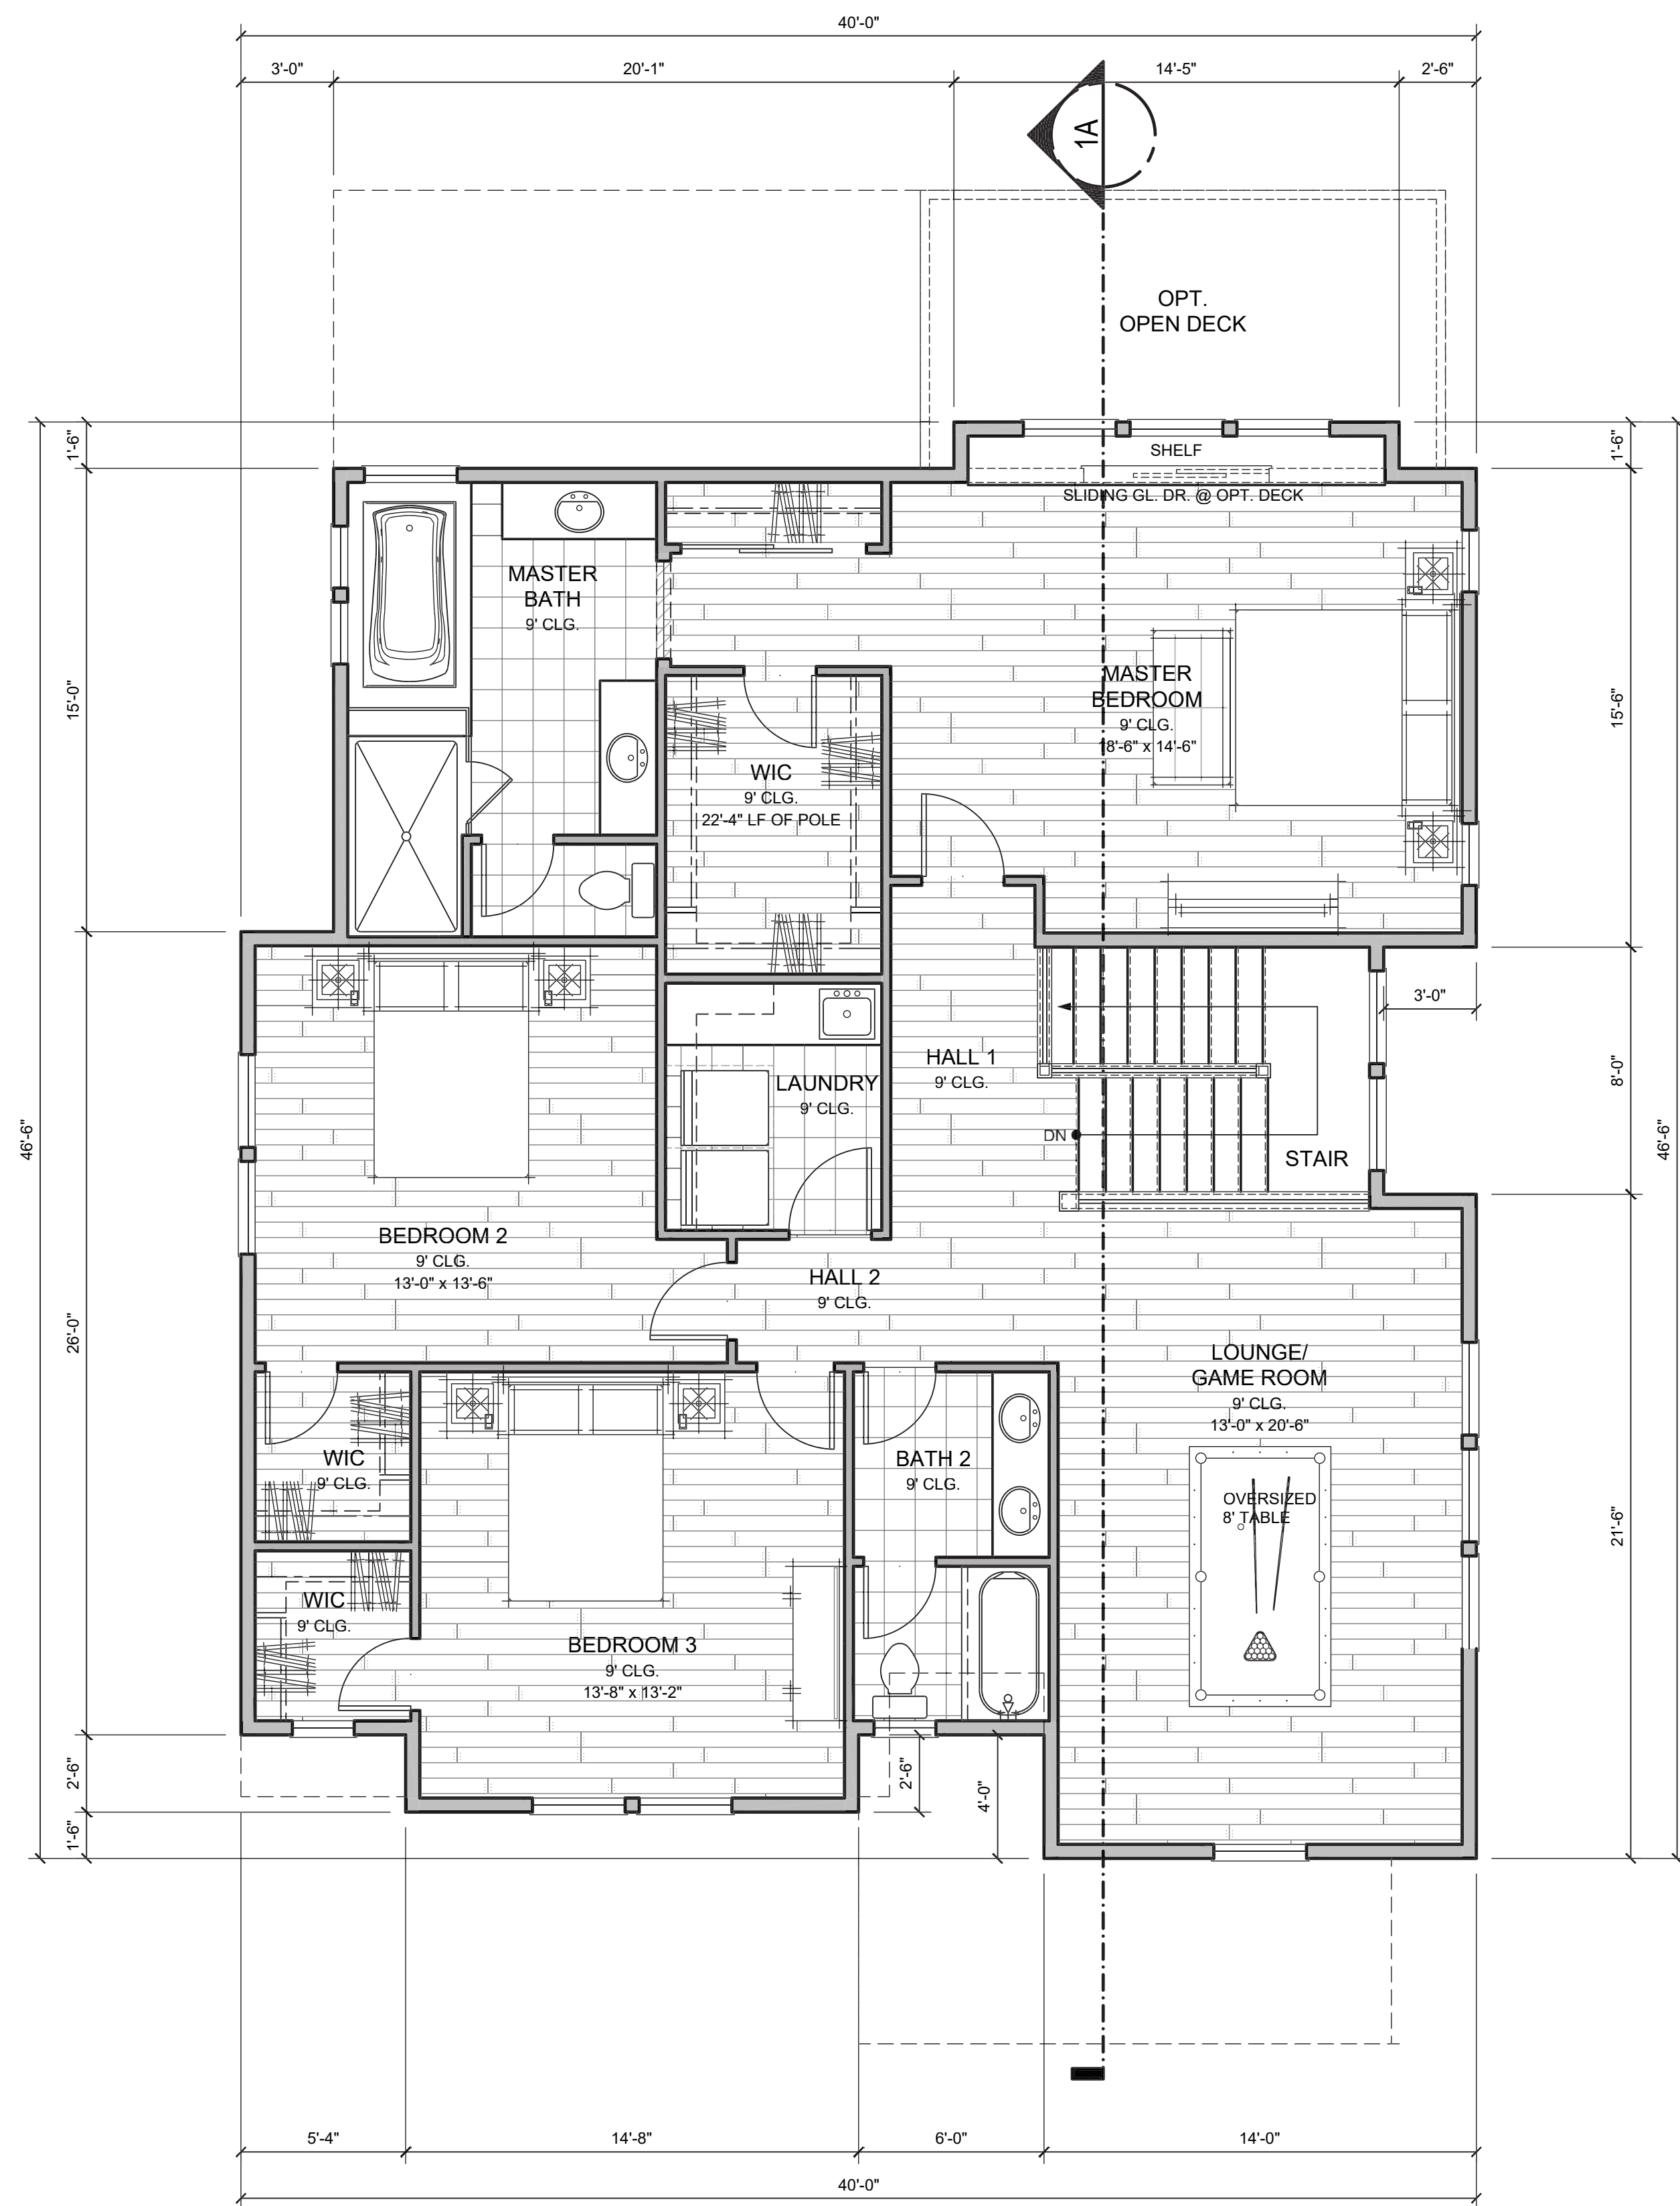 40'-0"
3'-0"
20'-1"
14'-5"
2'-6"
1A
OPT.
OPEN DECK
1'-6"
1'-6"
SHELF
SLIDING GL. DR. @ OPT. DECK
MASTER
BATH
9' CLG.
MASTER
BEDROOM
9' CLG.
18'-6" x 14'-6"
15'-0"
15'-6"
WIC
9' CLG.
22'-4" LF OF POLE
3'-0"
HALL 1
9' CLG.
LAUNDRY
9' CLG.
8'-0"
DN
STAIR
46'-6"
46'-6"
BEDROOM 2
9' CLG.
13'-0" x 13'-6"
HALL 2
9' CLG.
26'-0"
LOUNGE/
GAME ROOM
9' CLG.
13'-0" x 20'-6"
WIC
9' CLG.
BATH 2
9' CLG.
OVERSIZED
8' TABLE
21'-6"
WIC
9' CLG.
BEDROOM 3
9' CLG.
13'-8" x 13'-2"
2'-6"
2'-6"
4'-0"
1'-6"
5'-4"
14'-8"
6'-0"
14'-0"
40'-0"